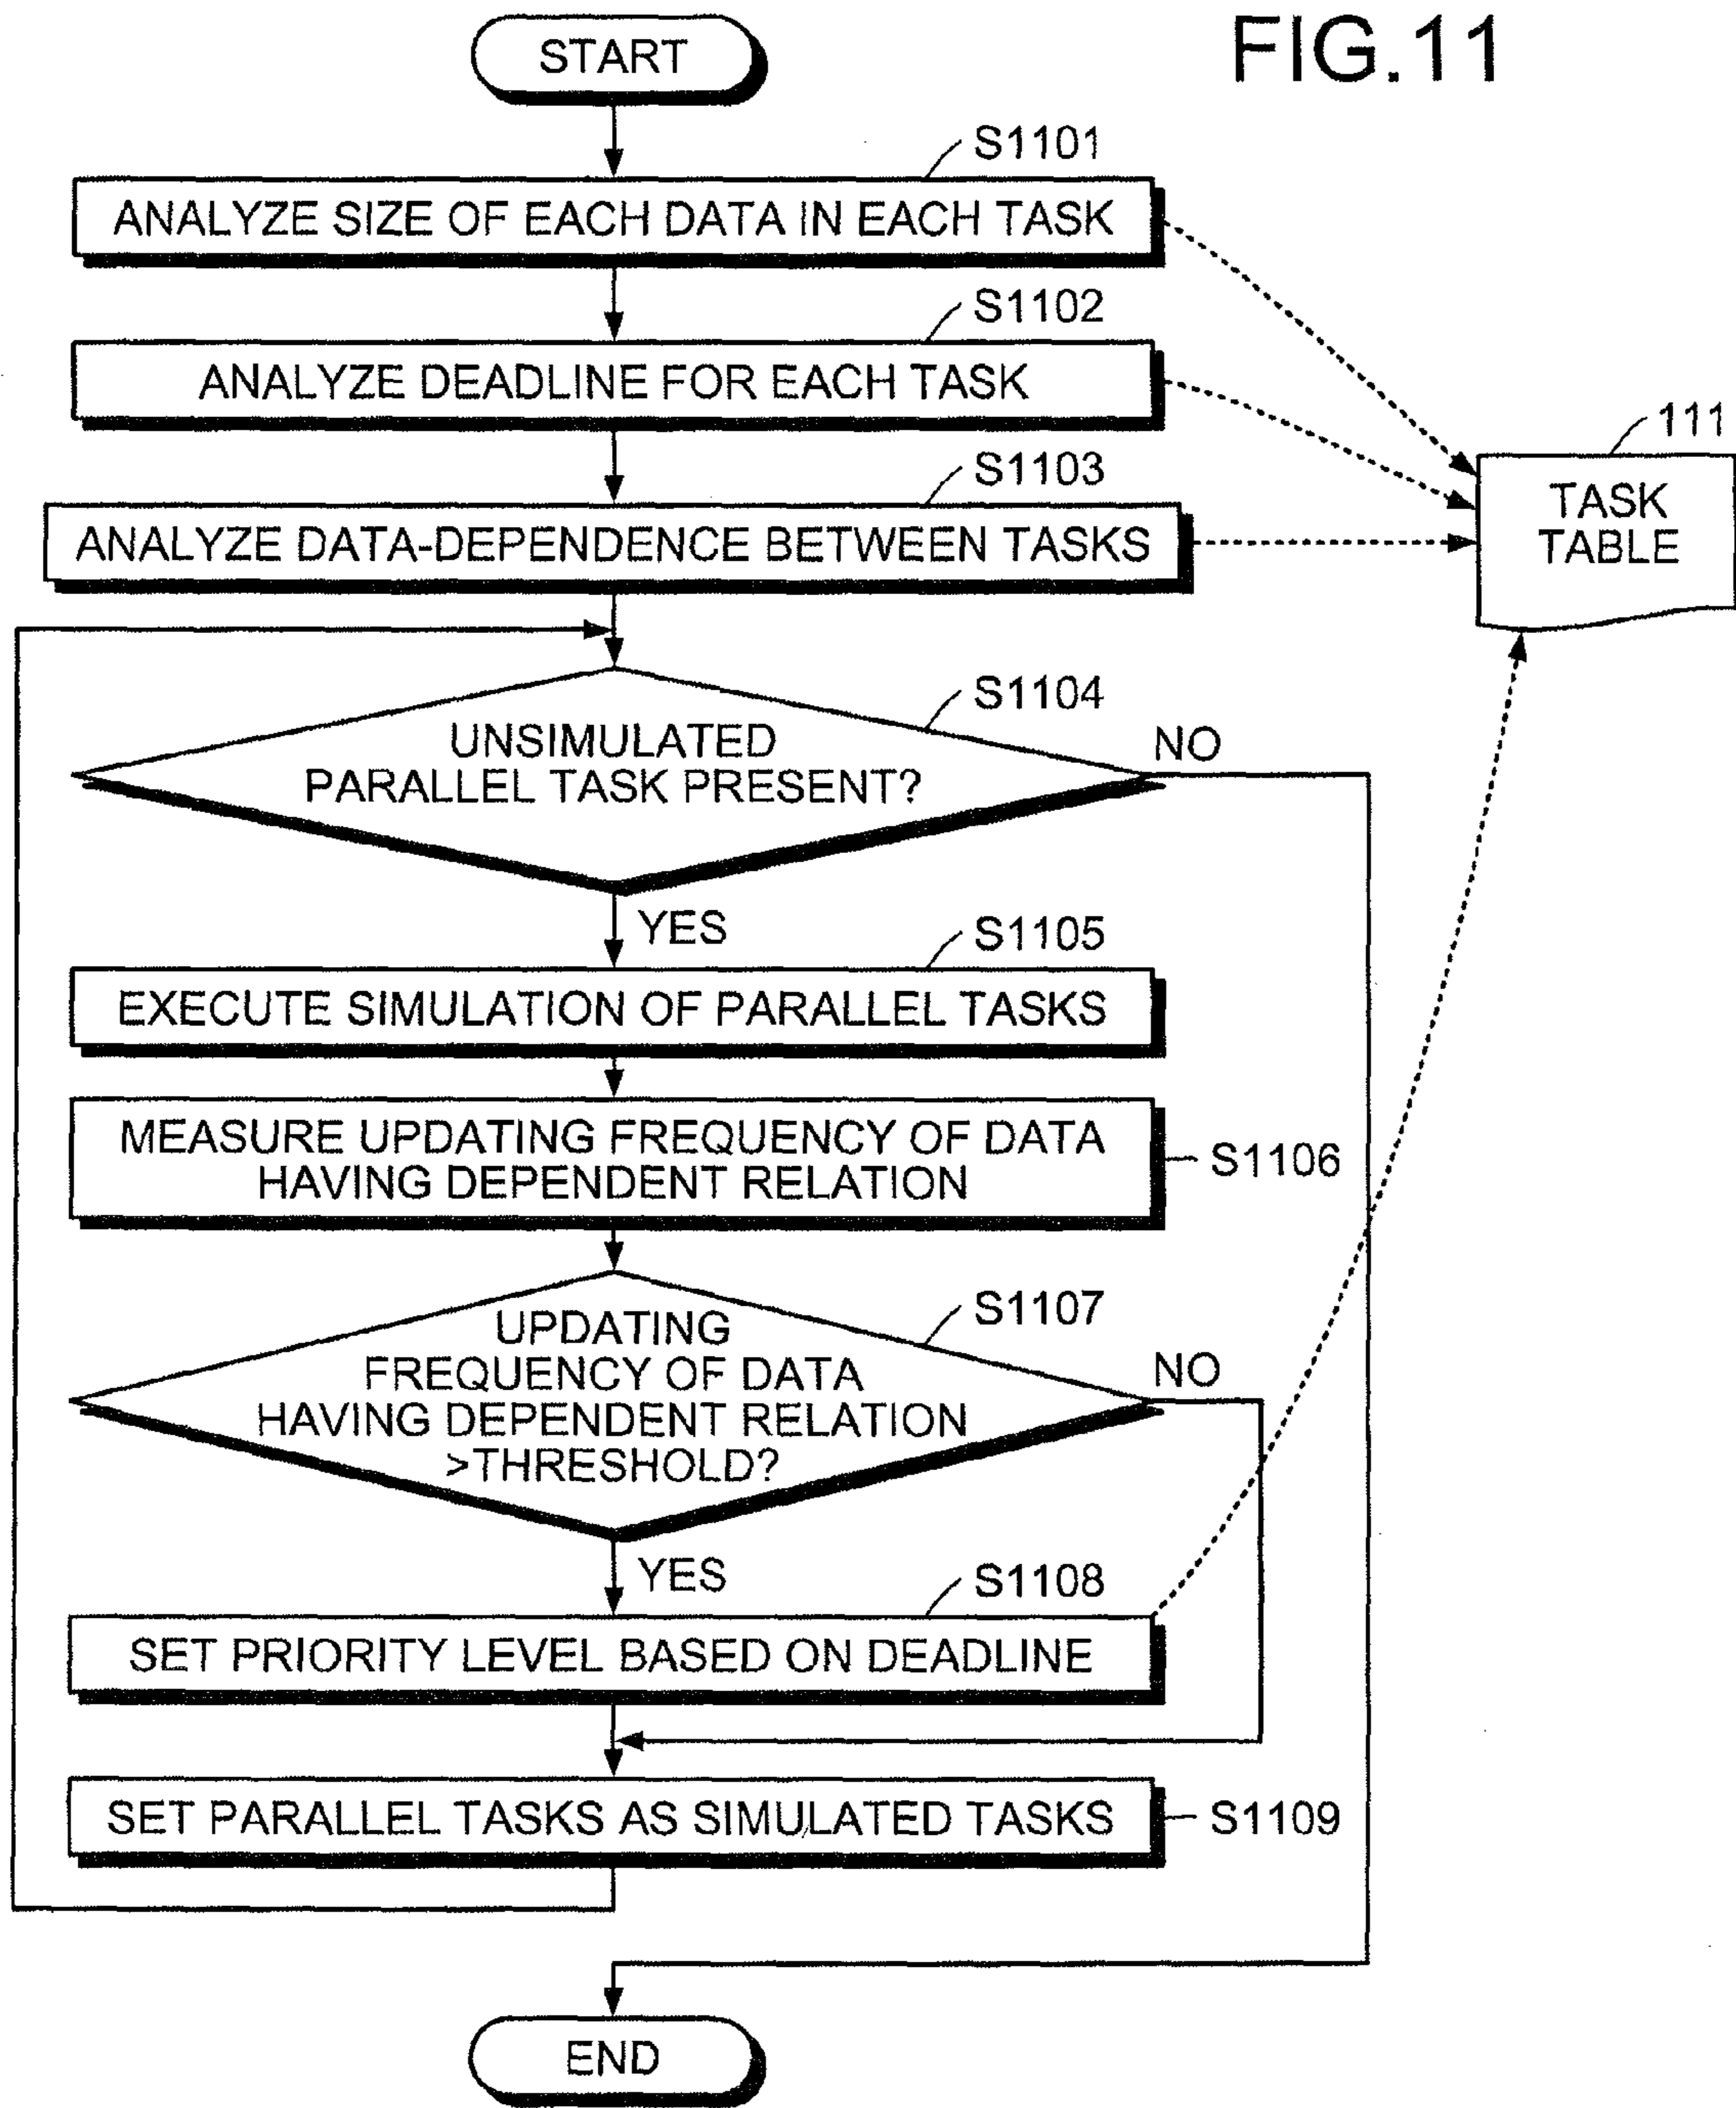 FIG.11
START
S1101
ANALYZE SIZE OF EACH DATA IN EACH TASK
S1102
ANALYZE DEADLINE FOR EACH TASK
111
TASK
TABLE
S1103
ANALYZE DATA-DEPENDENCE BETWEEN TASKS
S1104
UNSIMULATED
PARALLEL TASK PRESENT?
NO
YES
S1105
EXECUTE SIMULATION OF PARALLEL TASKS
MEASURE UPDATING FREQUENCY OF DATA
HAVING DEPENDENT RELATION
S1106
S1107
UPDATING
FREQUENCY OF DATA
HAVING DEPENDENT RELATION
>THRESHOLD?
NO
YES
S1108
SET PRIORITY LEVEL BASED ON DEADLINE
SET PARALLEL TASKS AS SIMULATED TASKS
S1109
END